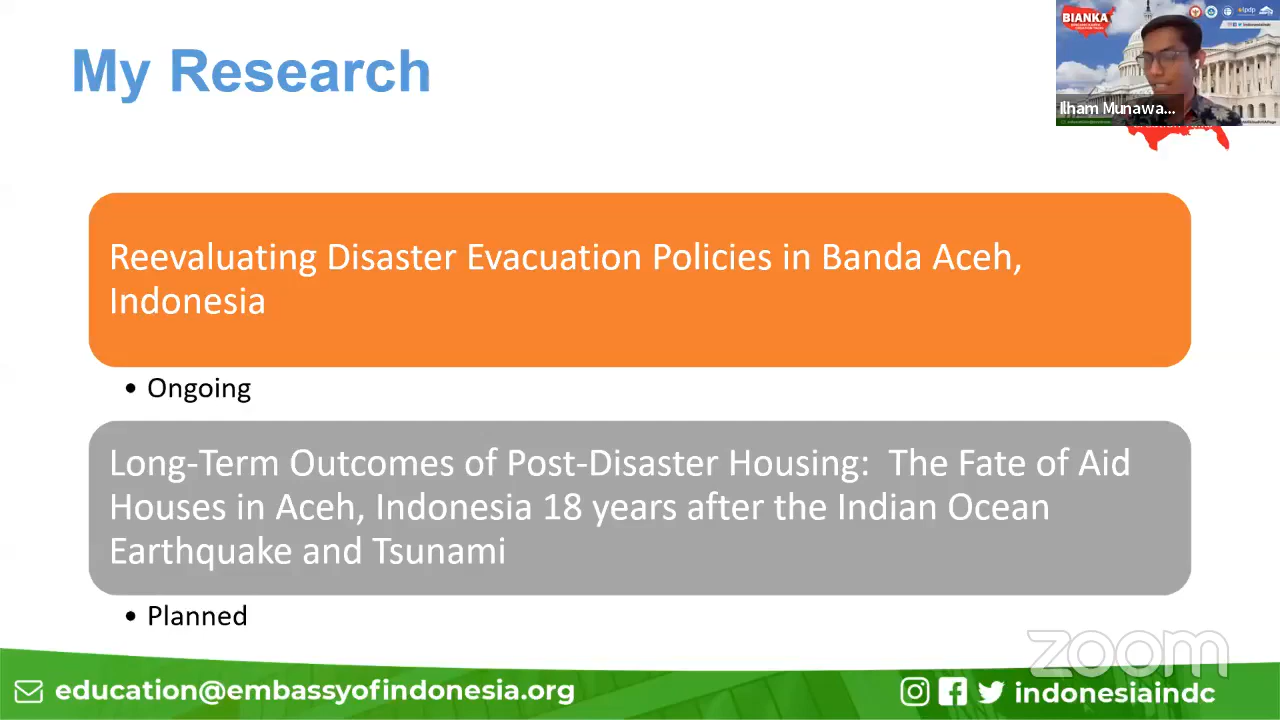 My Research
BIANKA
Ilham Munawa...
Reevaluating Disaster Evacuation Policies in Banda Aceh,
Indonesia
• Ongoing
Long-Term Outcomes of Post-Disaster Housing: The Fate of Aid
Houses in Aceh, Indonesia 18 years after the Indian Ocean
Earthquake and Tsunami
• Planned
zoom
education@embassyofindonesia.org
indonesiaindc